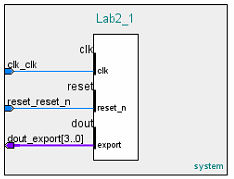 Lab2_1
clk
clk_clk
clk
reset
reset_reset_n
reset_n
dout
dout_export[3..0]
export
system